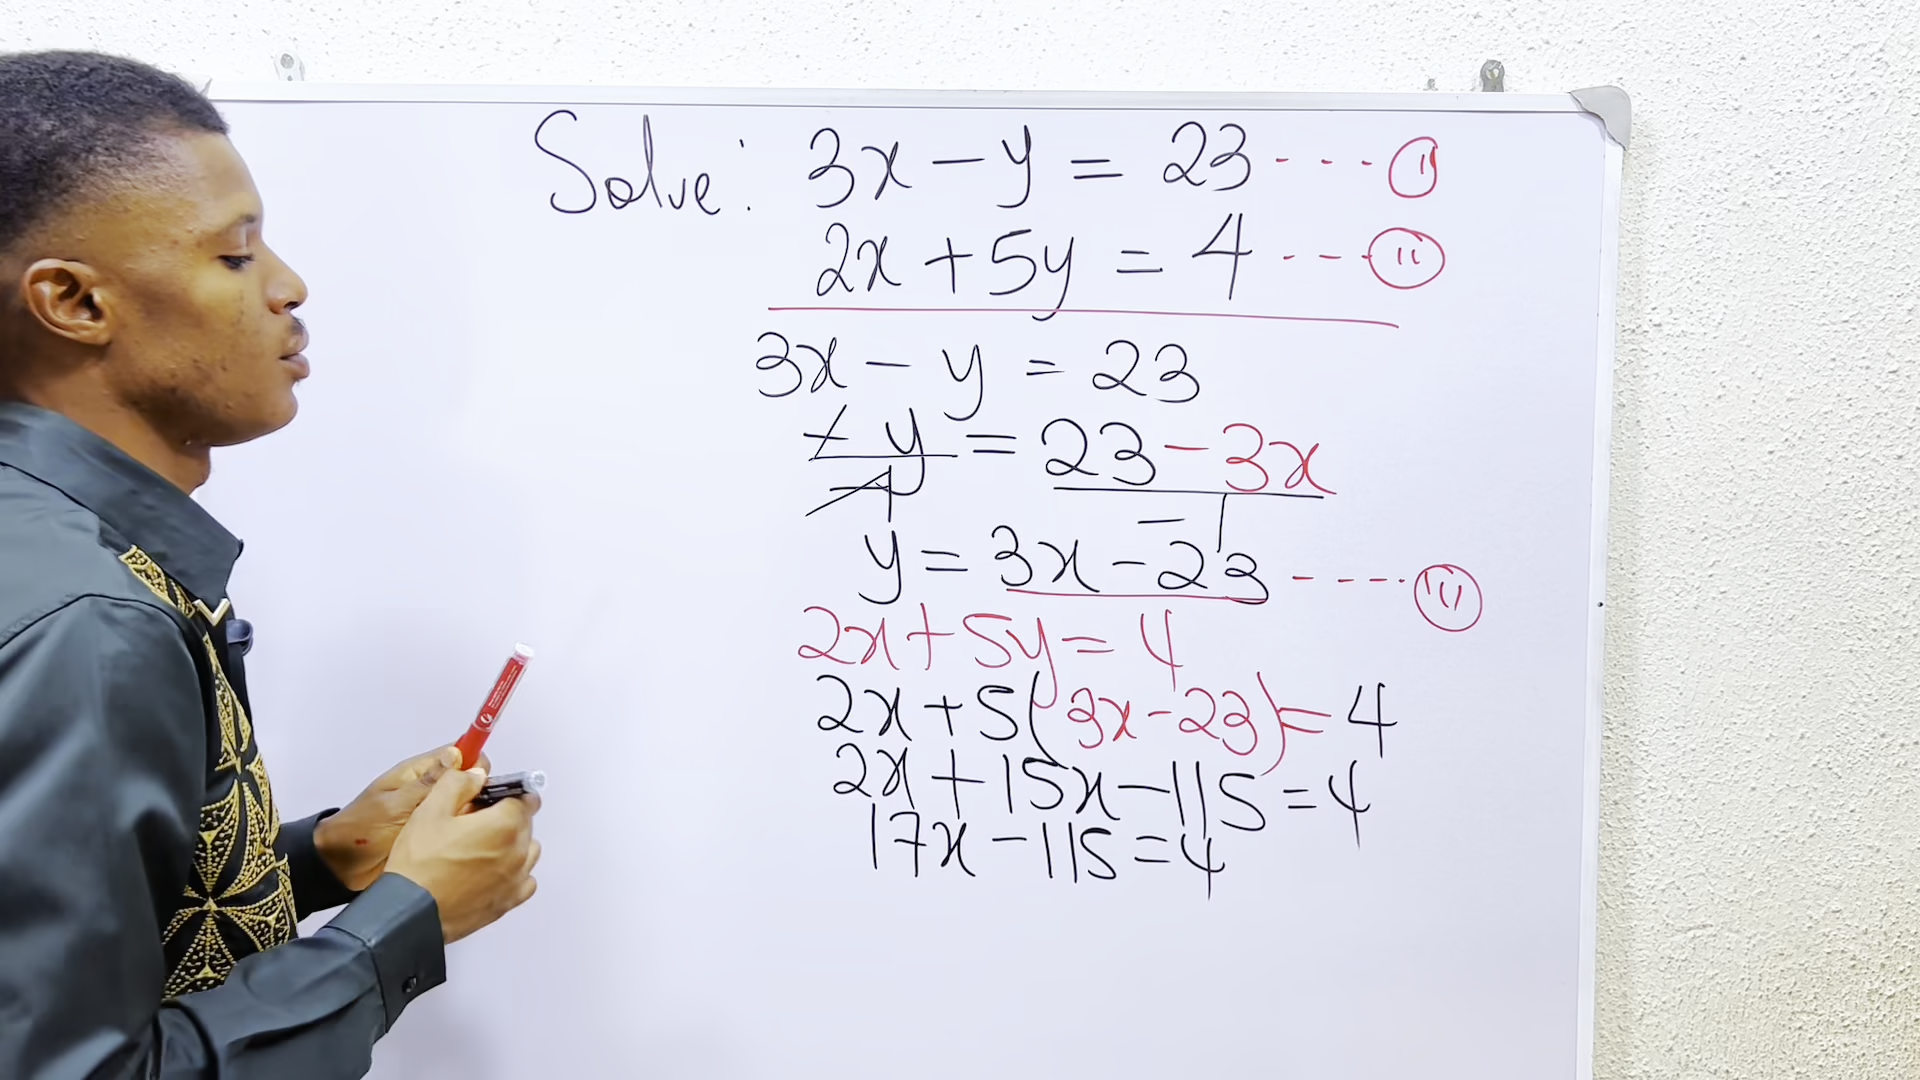 Solve: 3x - y = 23 - - - - (i)
2x + 5y = 4 - - - - (ii)
3x - y = 23
- y = 23 - 3x
-1 -1
y = 3x - 23 - - - - - (iii)
2x + 5y = 4
2x + 5(3x - 23) = 4
2x + 15x - 115 = 4
17x - 115 = 4